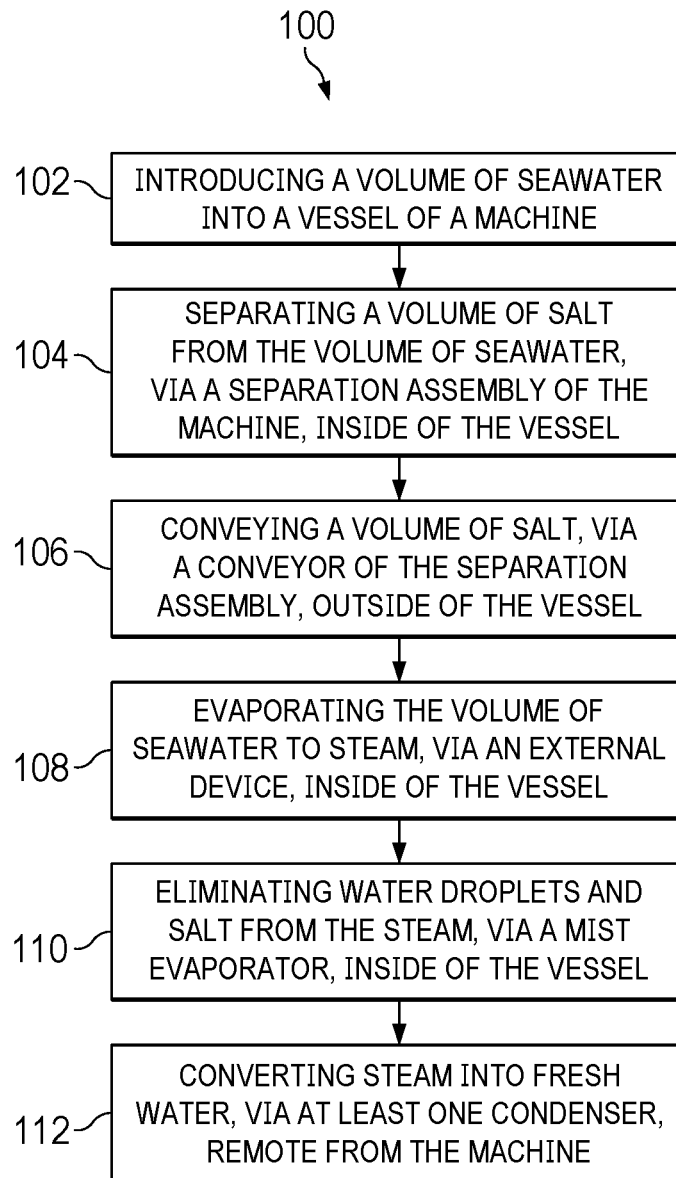 100
102
INTRODUCING A VOLUME OF SEAWATER
INTO A VESSEL OF A MACHINE
104
SEPARATING A VOLUME OF SALT
FROM THE VOLUME OF SEAWATER,
VIA A SEPARATION ASSEMBLY OF THE
MACHINE, INSIDE OF THE VESSEL
106
CONVEYING A VOLUME OF SALT, VIA
A CONVEYOR OF THE SEPARATION
ASSEMBLY, OUTSIDE OF THE VESSEL
108
EVAPORATING THE VOLUME OF
SEAWATER TO STEAM, VIA AN EXTERNAL
DEVICE, INSIDE OF THE VESSEL
110
ELIMINATING WATER DROPLETS AND
SALT FROM THE STEAM, VIA A MIST
EVAPORATOR, INSIDE OF THE VESSEL
112
CONVERTING STEAM INTO FRESH
WATER, VIA AT LEAST ONE CONDENSER,
REMOTE FROM THE MACHINE